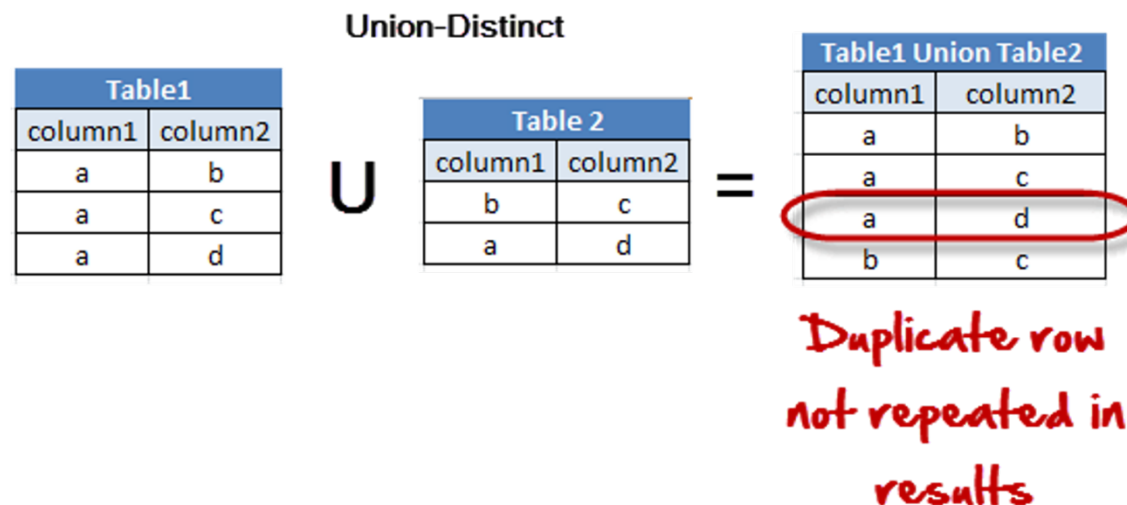 Union-Distinct
Table1
column1 column2
a b
a c
a d
U
Table 2
column1 column2
b c
a d
=
Table1 Union Table2
column1 column2
a b
a c
a d
b c
Duplicate row
not repeated in
results